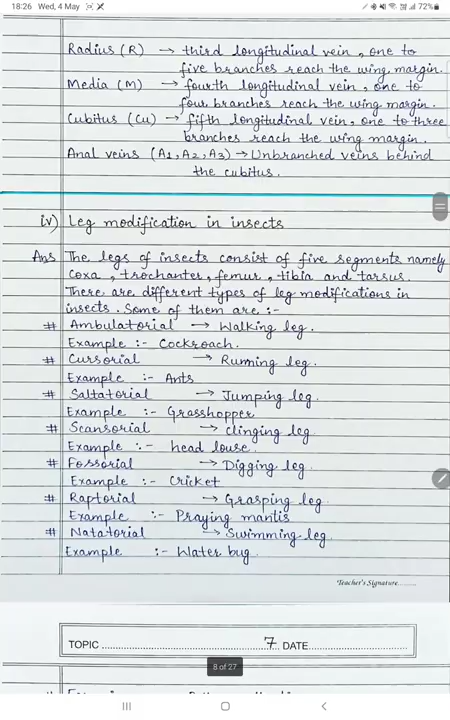 18:26 Wed, 4 May 72%
Radius (R) → third longitudinal vein, one to
five branches reach the wing margin.
Media (M) → fourth longitudinal vein, one to
four branches reach the wing margin.
Cubitus (Cu) → fifth longitudinal vein, one to three
branches reach the wing margin.
Anal veins (A1, A2, A3) → Unbranched veins behind
the cubitus.
iv) Leg modification in insects
Ans The legs of insects consist of five segments namely
coxa, trochanter, femur, tibia and tarsus.
There are different types of leg modifications in
insects. Some of them are :-
# Ambulatorial → Walking leg.
Example :- Cockroach.
# Cursorial → Running leg.
Example :- Ants
# Saltatorial → Jumping leg.
Example :- Grasshopper
# Scansorial → clinging leg
Example :- head louse.
# Fossorial → Digging leg.
Example :- Cricket
# Raptorial → Grasping leg.
Example :- Praying mantis
# Natatorial → Swimming leg.
Example :- Water bug.
Teacher's Signature.........
TOPIC ........ 7 DATE........
8 of 27